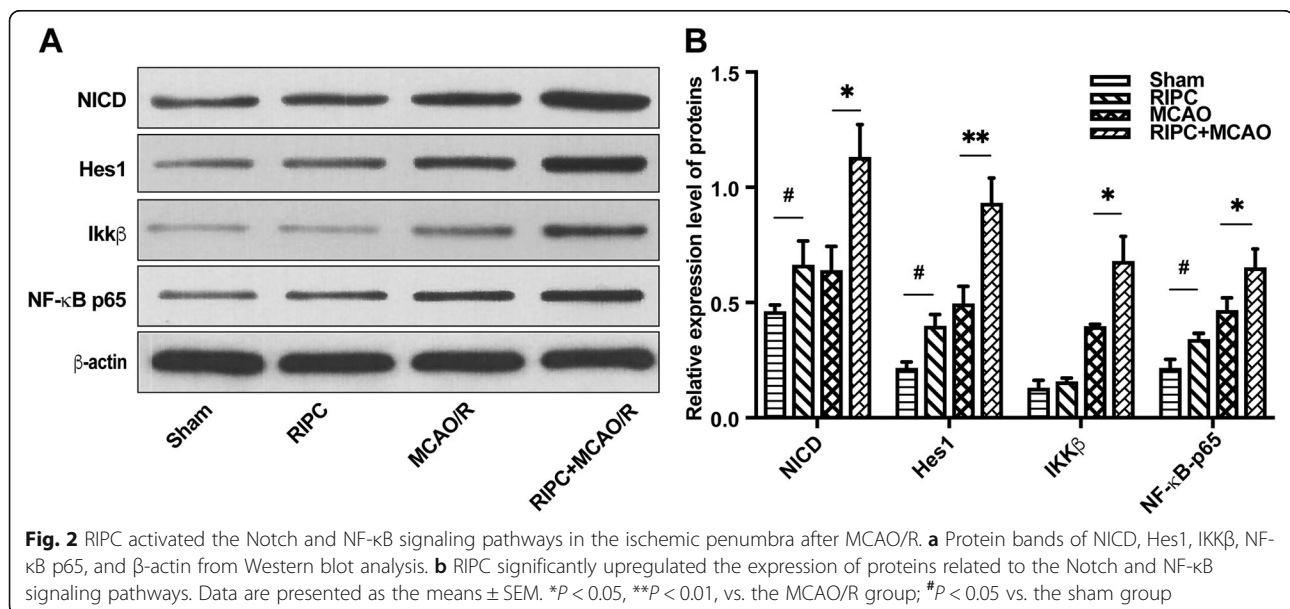 A
NICD
Hes1
Ikkβ
NF-κB p65
β-actin
Sham
RIPC
MCAO/R
RIPC+MCAO/R
B
Relative expression level of proteins
1.5
1.0
0.5
0.0
Sham
RIPC
MCAO
RIPC+MCAO
#
*
#
**
*
#
*
NICD
Hes1
IKKβ
NF-κB-p65
Fig. 2 RIPC activated the Notch and NF-κB signaling pathways in the ischemic penumbra after MCAO/R. a Protein bands of NICD, Hes1, IKKβ, NF-
κB p65, and β-actin from Western blot analysis. b RIPC significantly upregulated the expression of proteins related to the Notch and NF-κB
signaling pathways. Data are presented as the means ± SEM. *P < 0.05, **P < 0.01, vs. the MCAO/R group; #P < 0.05 vs. the sham group